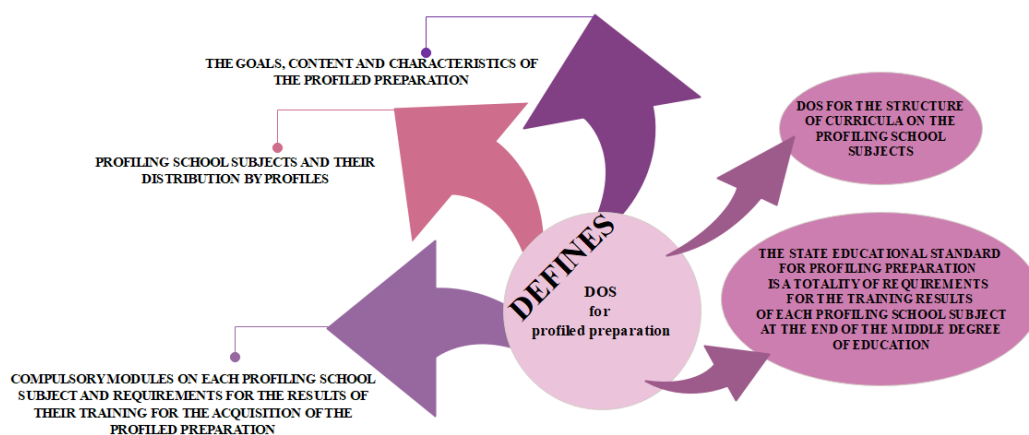 THE GOALS, CONTENT AND CHARACTERISTICS OF
THE PROFILED PREPARATION
PROFILING SCHOOL SUBJECTS AND THEIR
DISTRIBUTION BY PROFILES
COMPULSORY MODULES ON EACH PROFILING SCHOOL
SUBJECT AND REQUIREMENTS FOR THE RESULTS OF
THEIR TRAINING FOR THE ACQUISITION OF THE
PROFILED PREPARATION
DEFINES
DOS
for
profiled preparation
DOS FOR THE STRUCTURE
OF CURRICULA ON THE
PROFILING SCHOOL
SUBJECTS
THE STATE EDUCATIONAL STANDARD
FOR PROFILING PREPARATION
IS A TOTALITY OF REQUIREMENTS
FOR THE TRAINING RESULTS
OF EACH PROFILING SCHOOL SUBJECT
AT THE END OF THE MIDDLE DEGREE
OF EDUCATION